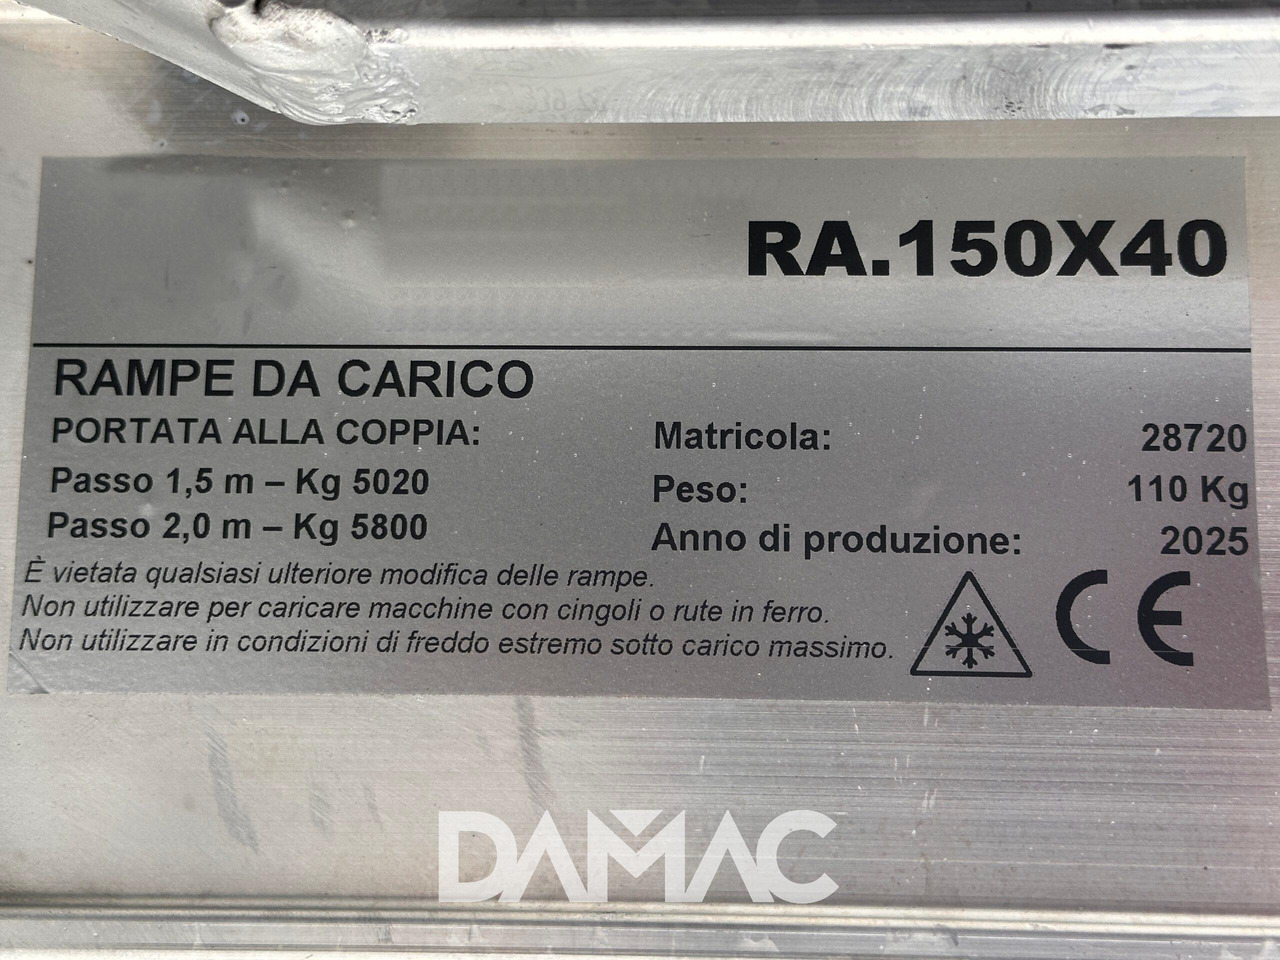 RA.150X40
RAMPE DA CARICO
PORTATA ALLA COPPIA:
Passo 1,5 m – Kg 5020
Passo 2,0 m – Kg 5800
Matricola: 28720
Peso: 110 Kg
Anno di produzione: 2025
È vietata qualsiasi ulteriore modifica delle rampe.
Non utilizzare per caricare macchine con cingoli o rute in ferro.
Non utilizzare in condizioni di freddo estremo sotto carico massimo.
CE
DAMAC